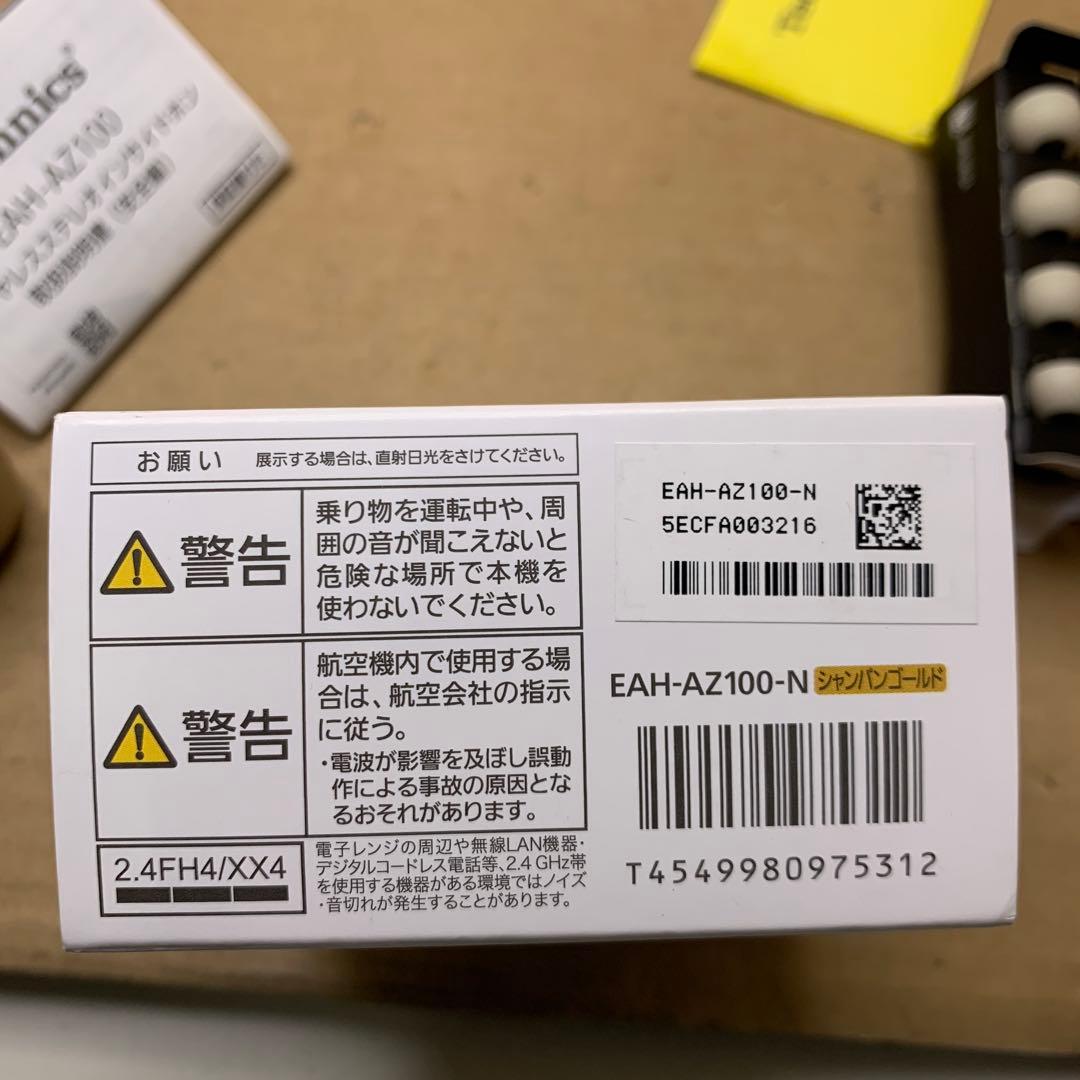 EAH-AZ100
お願い 展示する場合は、直射日光をさけてください。
警告
乗り物を運転中や、周
囲の音が聞こえないと
危険な場所で本機を
使わないでください。
警告
航空機内で使用する場
合は、航空会社の指示
に従う。
・電波が影響を及ぼし誤動
作による事故の原因とな
るおそれがあります。
2.4FH4/XX4
電子レンジの周辺や無線LAN機器・
デジタルコードレス電話等、2.4 GHz帯
を使用する機器がある環境ではノイズ
・音切れが発生することがあります。
EAH-AZ100-N
5ECFA003216
EAH-AZ100-N シャンパンゴールド
T4549980975312